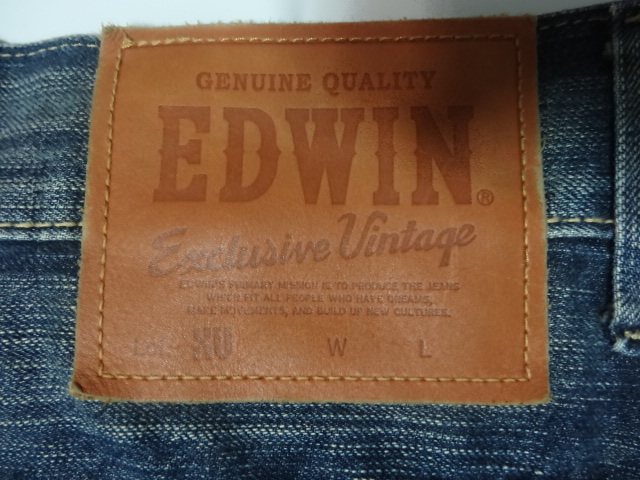 GENUINE QUALITY
EDWIN®
Exclusive Vintage
EDWIN'S PRIMARY MISSION IS TO PRODUCE THE JEANS
WHICH FIT ALL PEOPLE WHO HAVE DREAMS,
MAKE MOVEMENTS, AND BUILD UP NEW CULTURES.
Lot. XV W L